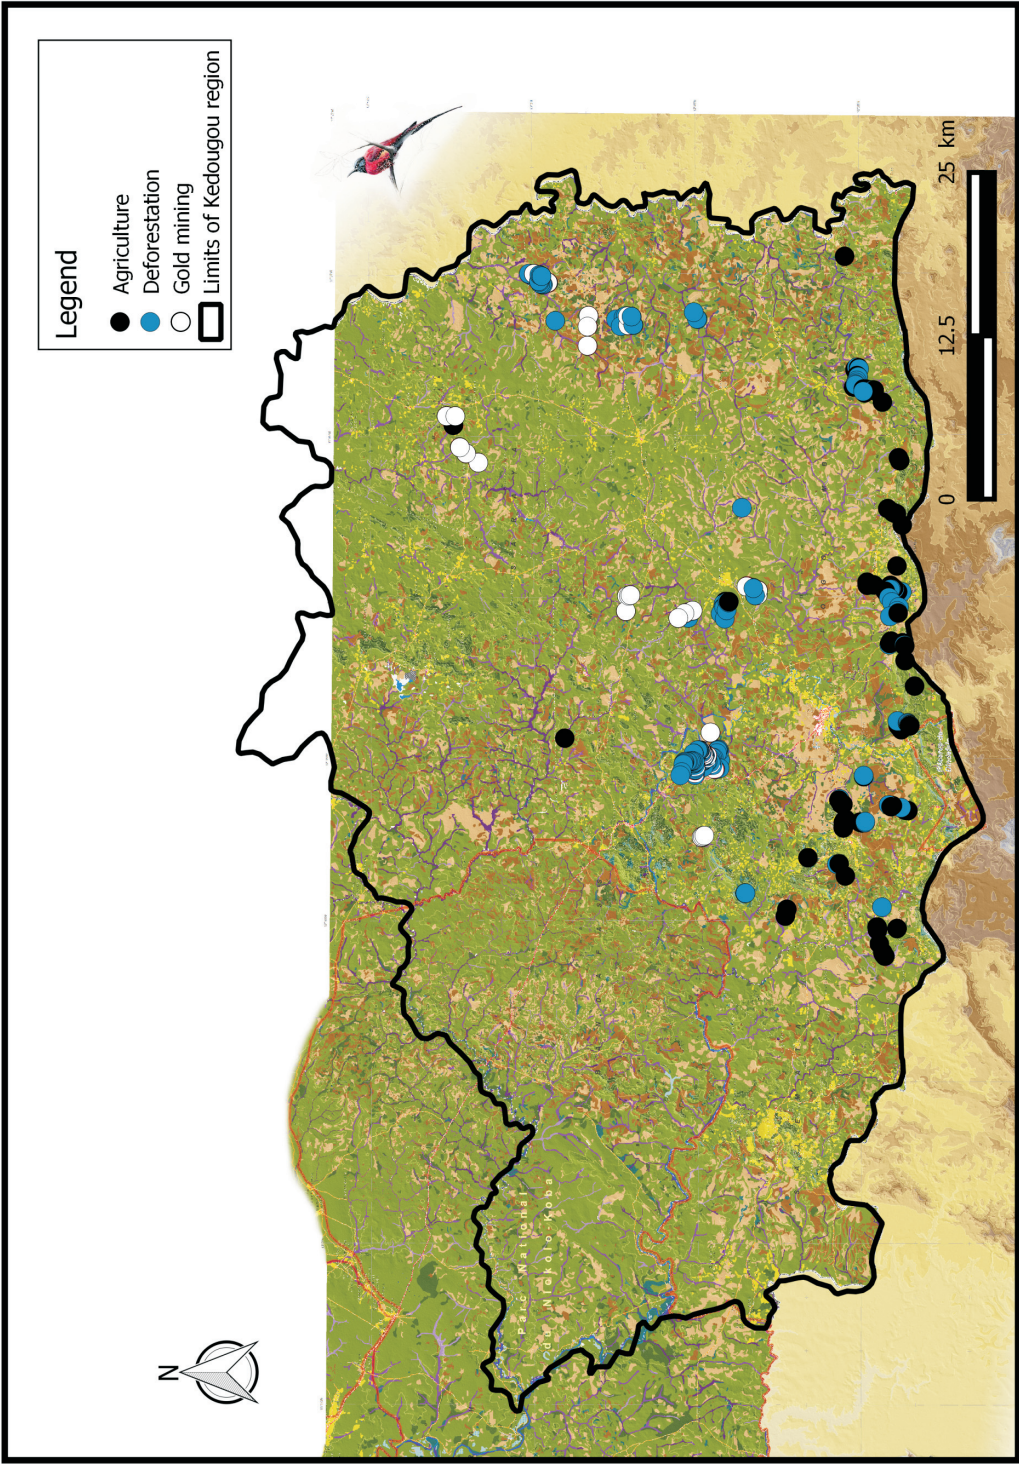 Legend
Agriculture
Deforestation
Gold mining
Limits of Kedougou region
N
Parc National
du Niokolo Koba
0
12.5
25 km